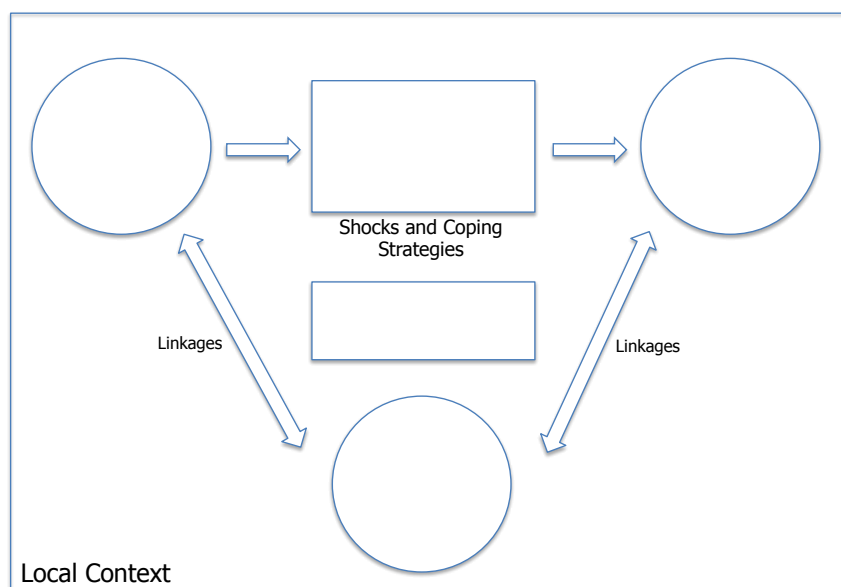 Shocks and Coping
Strategies
Linkages
Linkages
Local Context